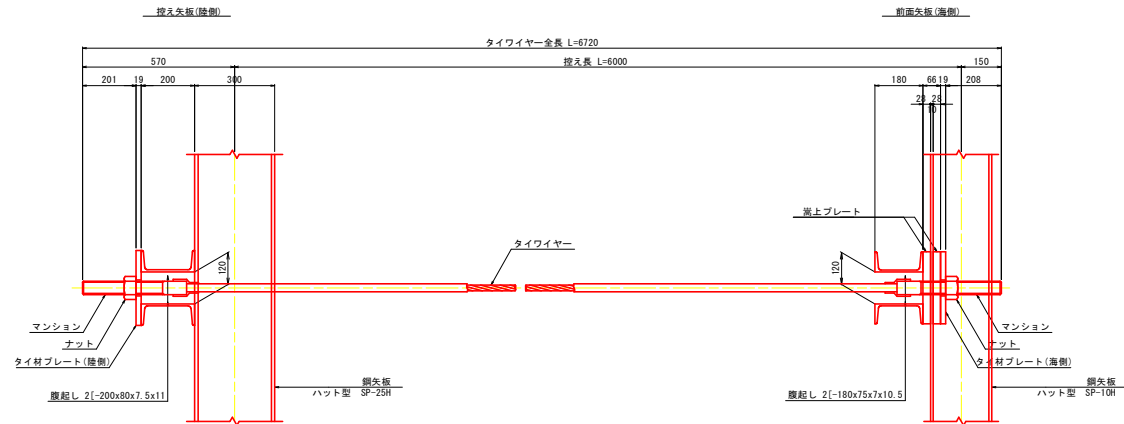 控え矢板(陸側)
前面矢板(海側)
タイワイヤー全長 L=6720
570
控え長 L=6000
150
201
19
200
300
180
66
19
208
28
28
10
嵩上プレート
タイワイヤー
120
120
マンション
ナット
タイ材プレート(陸側)
マンション
ナット
タイ材プレート(海側)
腹起し 2[-200x80x7.5x11
鋼矢板
ハット型 SP-25H
腹起し 2[-180x75x7x10.5
鋼矢板
ハット型 SP-10H